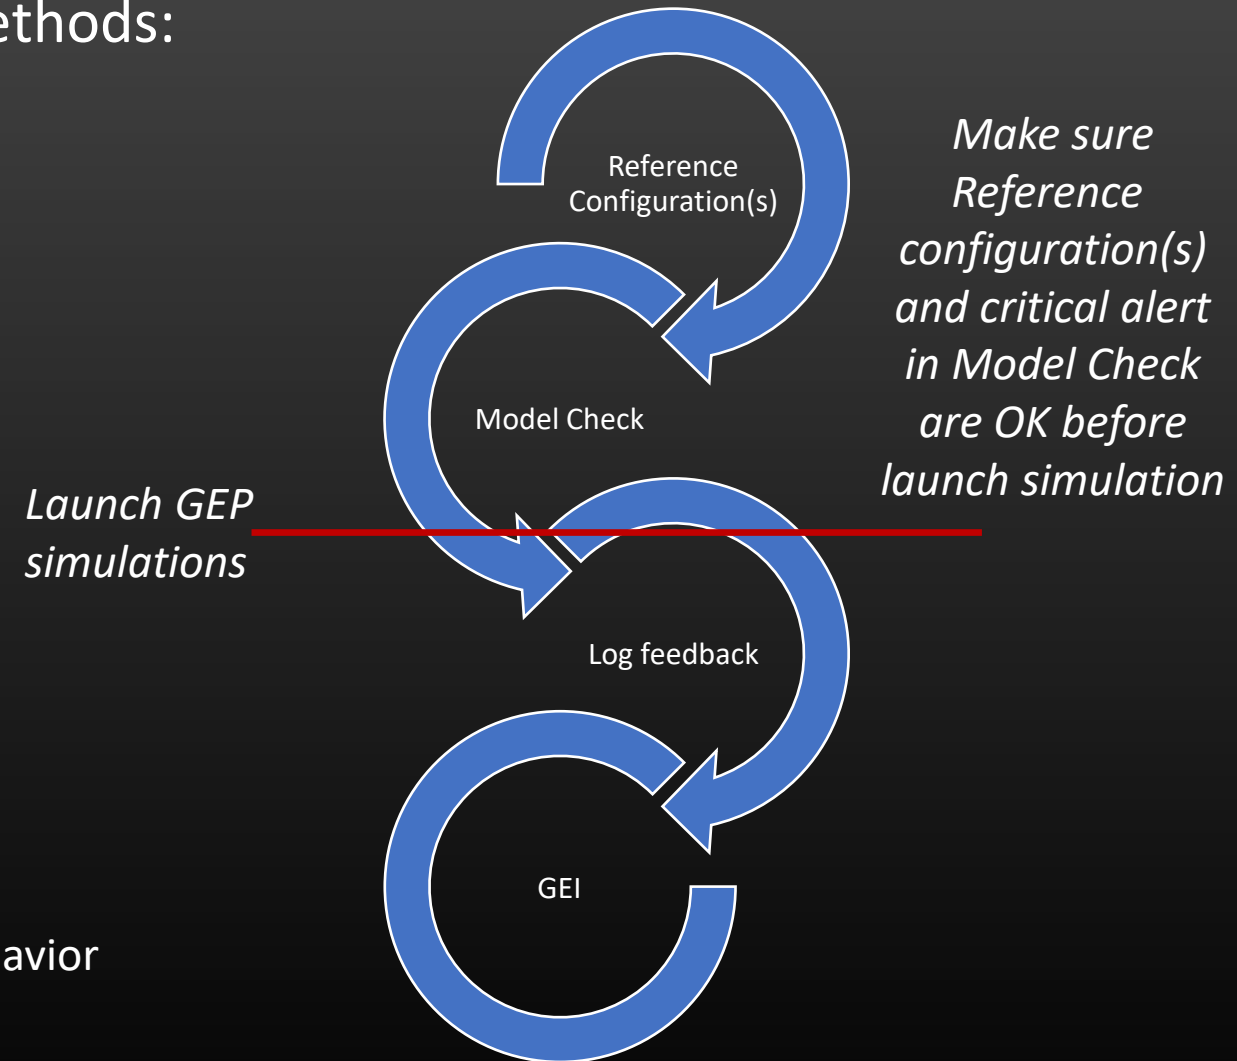 ethods:
Reference
Configuration(s)
Make sure
Reference
configuration(s)
and critical alert
in Model Check
are OK before
launch simulation
Model Check
Launch GEP
simulations
Log feedback
GEI
avior